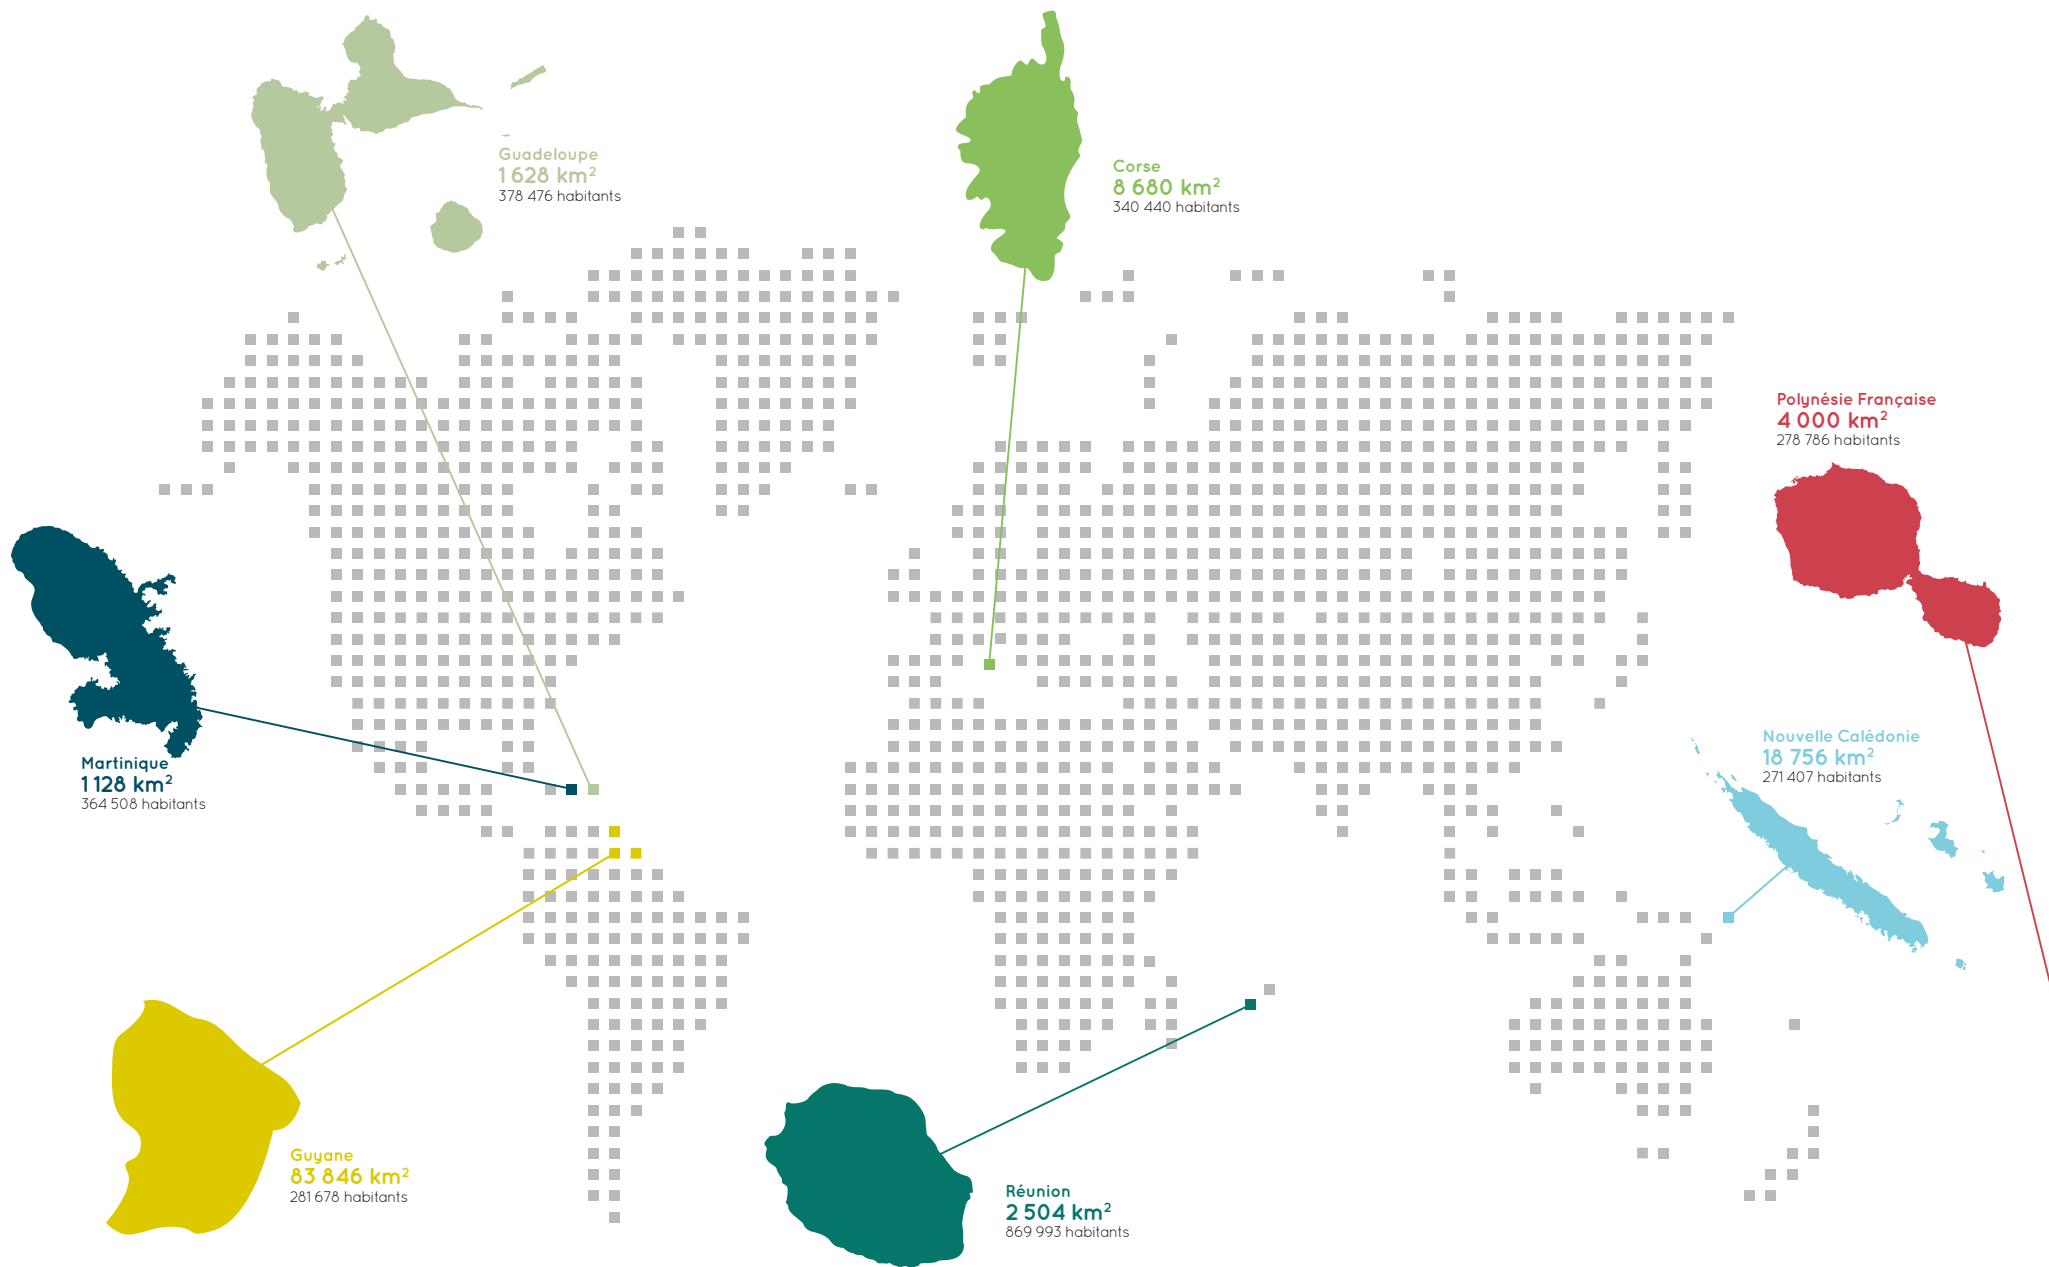 Guadeloupe
1 628 km²
378 476 habitants
Corse
8 680 km²
340 440 habitants
Polynésie Française
4 000 km²
278 786 habitants
Martinique
1 128 km²
364 508 habitants
Nouvelle Calédonie
18 756 km²
271 407 habitants
Guyane
83 846 km²
281 678 habitants
Réunion
2 504 km²
869 993 habitants